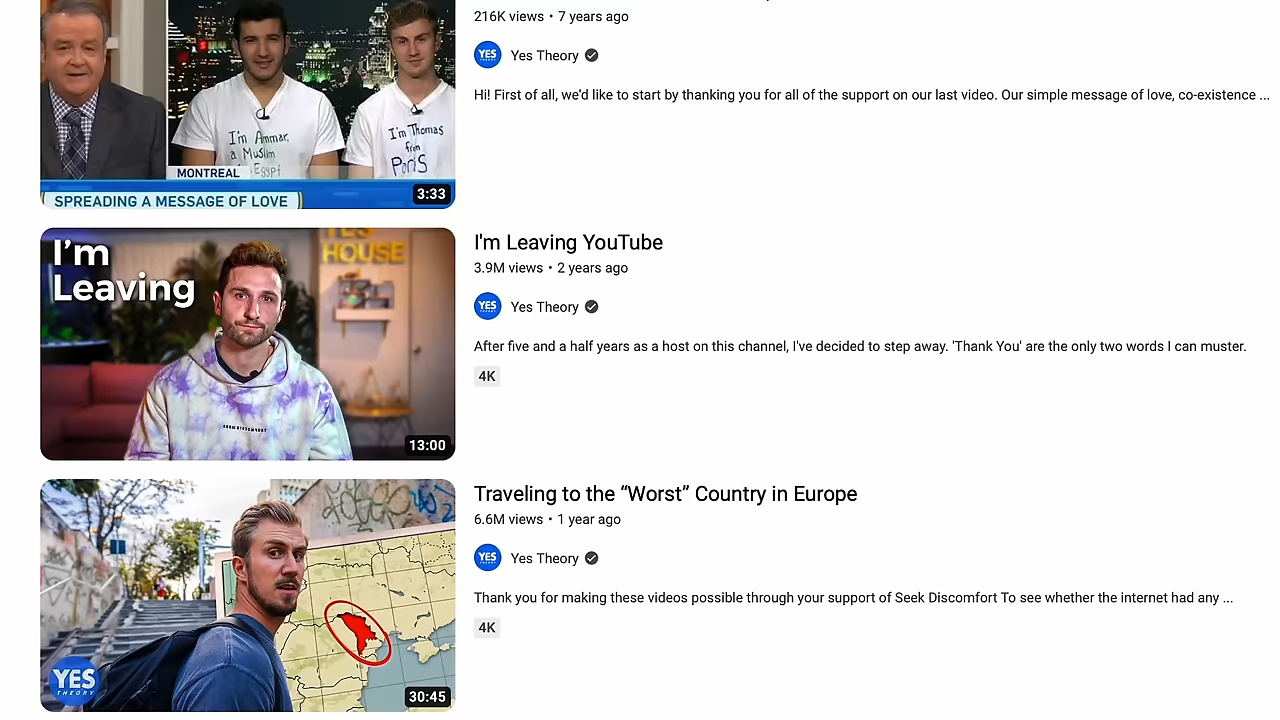 216K views • 7 years ago
YES
Yes Theory
Hi! First of all, we'd like to start by thanking you for all of the support on our last video. Our simple message of love, co-existence ...
I'm Ammar,
a Muslim
Egypt
I'm Thomas
from
Paris
MONTREAL
SPREADING A MESSAGE OF LOVE
3:33
I'm
Leaving
YES
HOUSE
13:00
I'm Leaving YouTube
3.9M views • 2 years ago
YES
Yes Theory
After five and a half years as a host on this channel, I've decided to step away. 'Thank You' are the only two words I can muster.
4K
YES
THEORY
30:45
Traveling to the “Worst” Country in Europe
6.6M views • 1 year ago
YES
Yes Theory
Thank you for making these videos possible through your support of Seek Discomfort To see whether the internet had any ...
4K